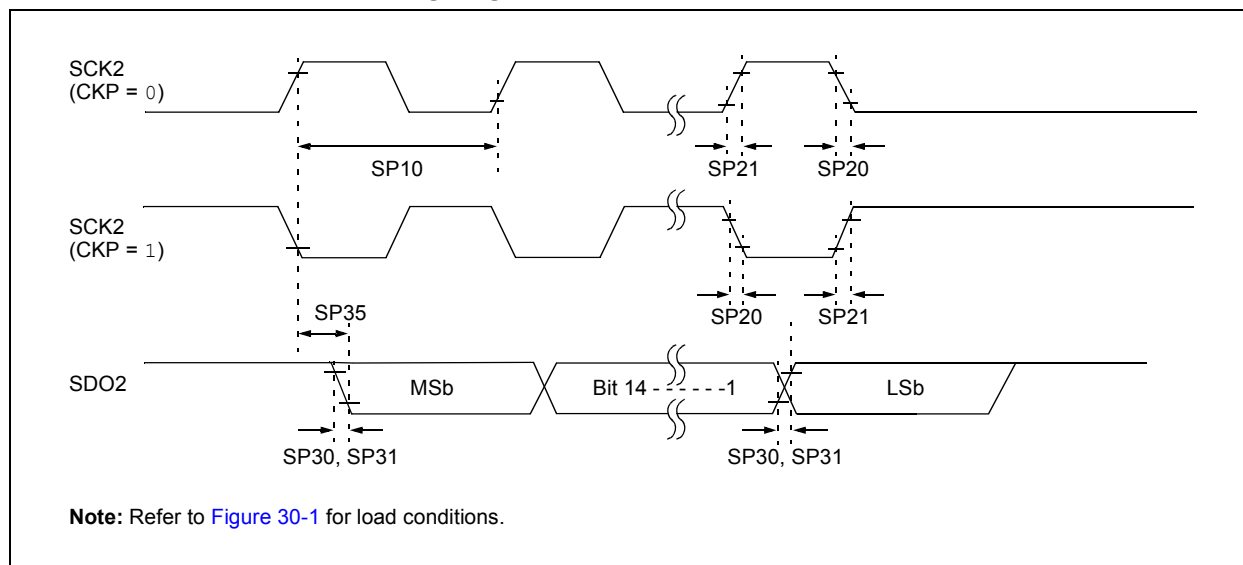 SCK2
(CKP = 0)
SP10
SP21
SP20
SCK2
(CKP = 1)
SP35
SP20
SP21
SDO2
MSb
Bit 14 - - - - - -1
LSb
SP30, SP31
SP30, SP31
Note: Refer to Figure 30-1 for load conditions.